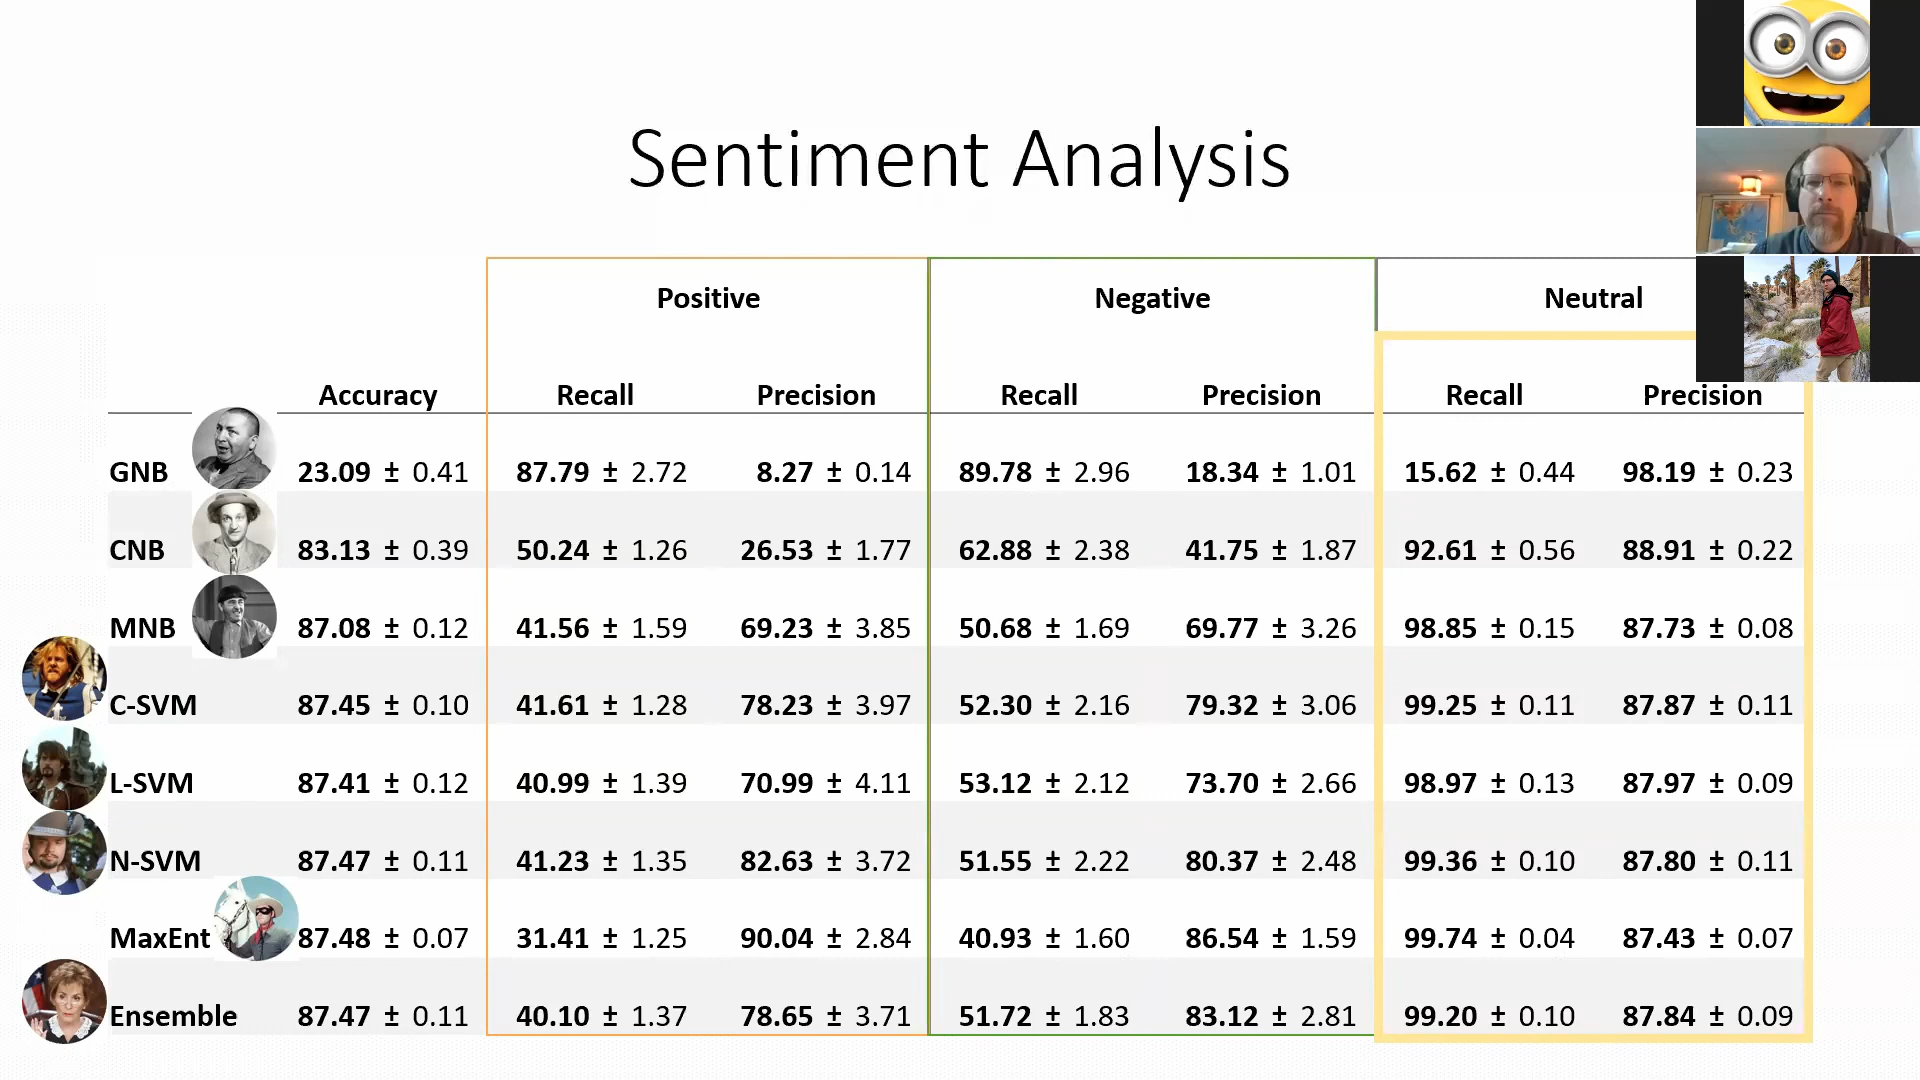 Sentiment Analysis
Positive Negative Neutral
Accuracy Recall Precision Recall Precision Recall Precision
GNB 23.09 ± 0.41 87.79 ± 2.72 8.27 ± 0.14 89.78 ± 2.96 18.34 ± 1.01 15.62 ± 0.44 98.19 ± 0.23
CNB 83.13 ± 0.39 50.24 ± 1.26 26.53 ± 1.77 62.88 ± 2.38 41.75 ± 1.87 92.61 ± 0.56 88.91 ± 0.22
MNB 87.08 ± 0.12 41.56 ± 1.59 69.23 ± 3.85 50.68 ± 1.69 69.77 ± 3.26 98.85 ± 0.15 87.73 ± 0.08
C-SVM 87.45 ± 0.10 41.61 ± 1.28 78.23 ± 3.97 52.30 ± 2.16 79.32 ± 3.06 99.25 ± 0.11 87.87 ± 0.11
L-SVM 87.41 ± 0.12 40.99 ± 1.39 70.99 ± 4.11 53.12 ± 2.12 73.70 ± 2.66 98.97 ± 0.13 87.97 ± 0.09
N-SVM 87.47 ± 0.11 41.23 ± 1.35 82.63 ± 3.72 51.55 ± 2.22 80.37 ± 2.48 99.36 ± 0.10 87.80 ± 0.11
MaxEnt 87.48 ± 0.07 31.41 ± 1.25 90.04 ± 2.84 40.93 ± 1.60 86.54 ± 1.59 99.74 ± 0.04 87.43 ± 0.07
Ensemble 87.47 ± 0.11 40.10 ± 1.37 78.65 ± 3.71 51.72 ± 1.83 83.12 ± 2.81 99.20 ± 0.10 87.84 ± 0.09